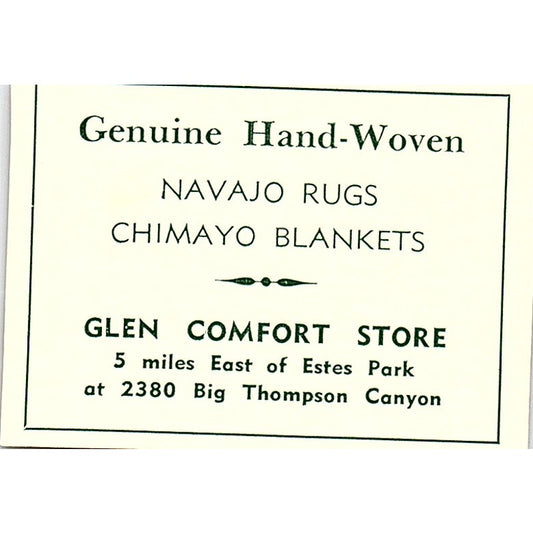 Genuine Hand-Woven
NAVAJO RUGS
CHIMAYO BLANKETS
GLEN COMFORT STORE
5 miles East of Estes Park
at 2380 Big Thompson Canyon